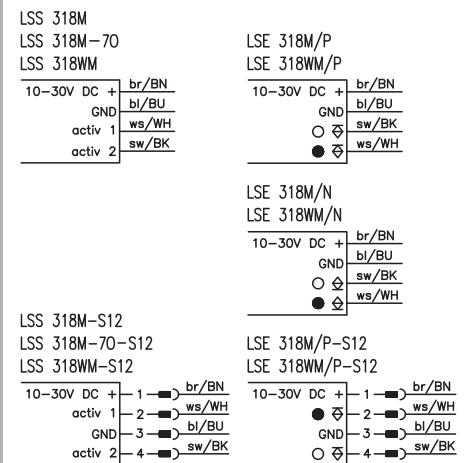 LSS 318M
LSS 318M-70
LSS 318WM
10-30V DC + br/BN
GND bl/BU
activ 1 ws/WH
activ 2 sw/BK
LSE 318M/P
LSE 318WM/P
10-30V DC + br/BN
GND bl/BU
sw/BK
ws/WH
LSE 318M/N
LSE 318WM/N
10-30V DC + br/BN
GND bl/BU
sw/BK
ws/WH
LSS 318M-S12
LSS 318M-70-S12
LSS 318WM-S12
10-30V DC + 1 br/BN
activ 1 2 ws/WH
GND 3 bl/BU
activ 2 4 sw/BK
LSE 318M/P-S12
LSE 318WM/P-S12
10-30V DC + 1 br/BN
2 ws/WH
GND 3 bl/BU
4 sw/BK